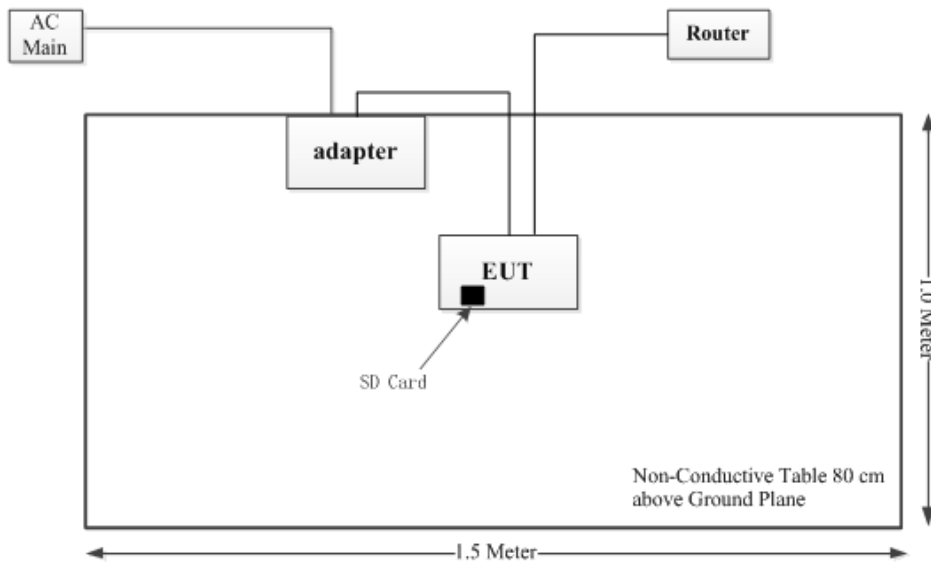 AC
Main
Router
adapter
EUT
SD Card
1.0 Meter
Non-Conductive Table 80 cm
above Ground Plane
1.5 Meter